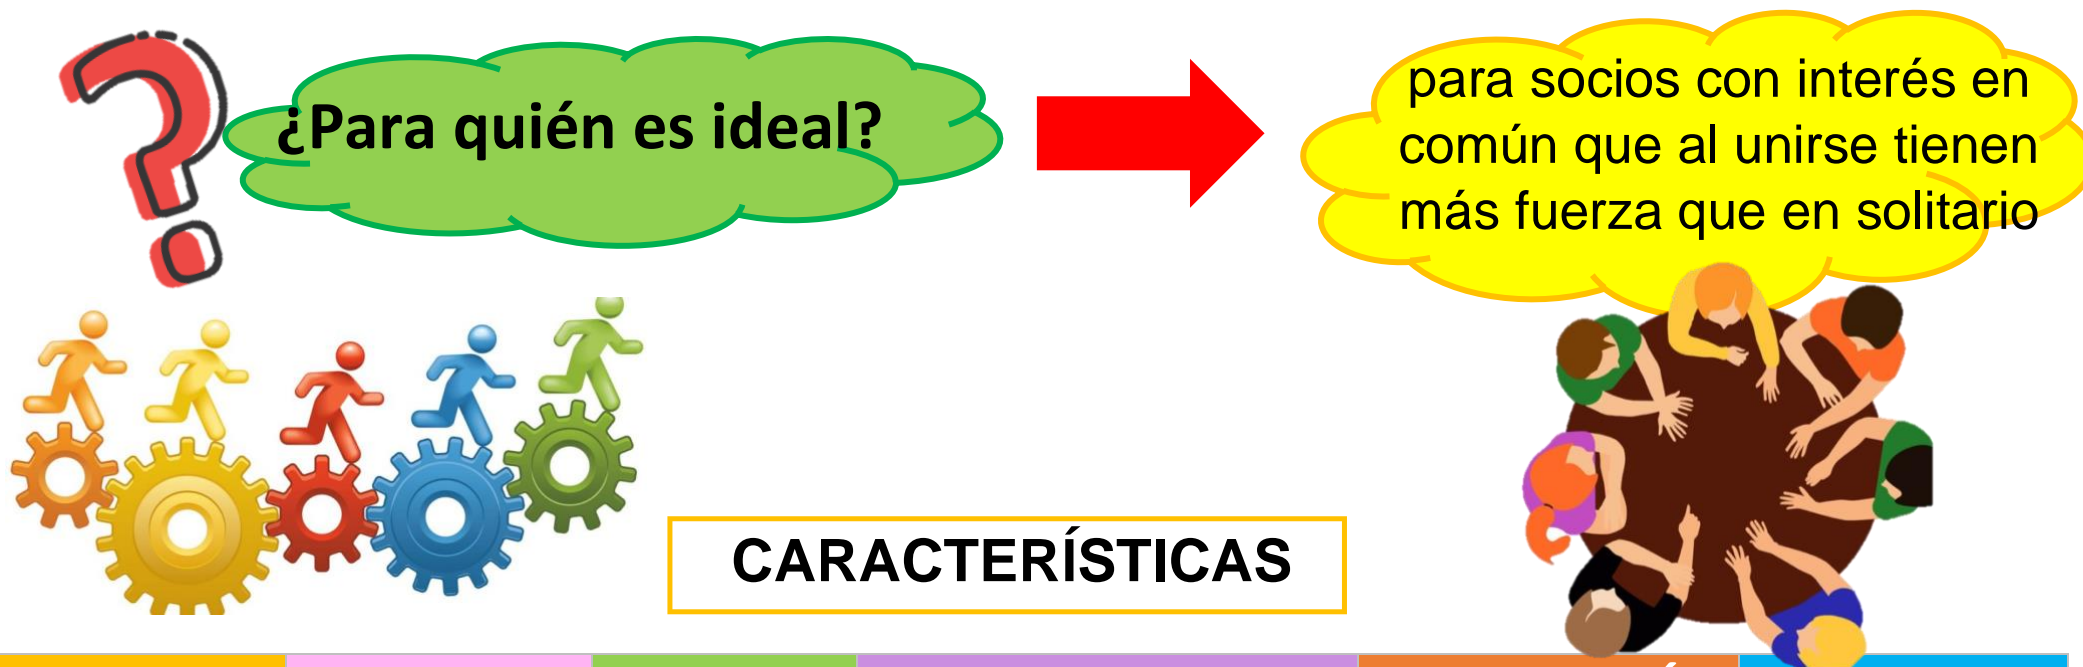 ¿Para quién es ideal?
para socios con interés en
común que al unirse tienen
más fuerza que en solitario
CARACTERÍSTICAS